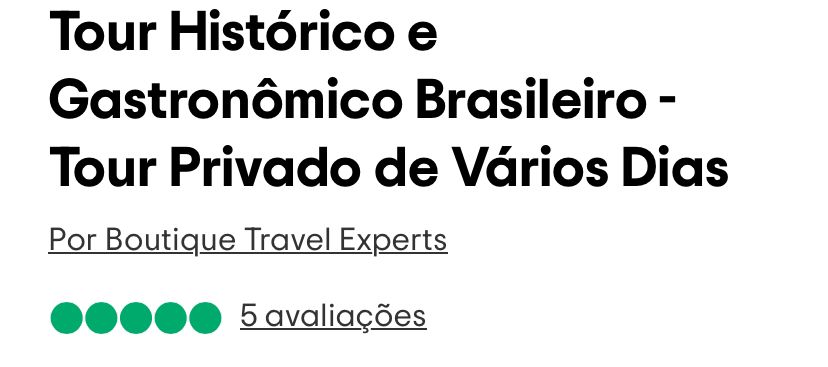 Tour Histórico e
Gastronômico Brasileiro -
Tour Privado de Vários Dias
Por Boutique Travel Experts
5 avaliações